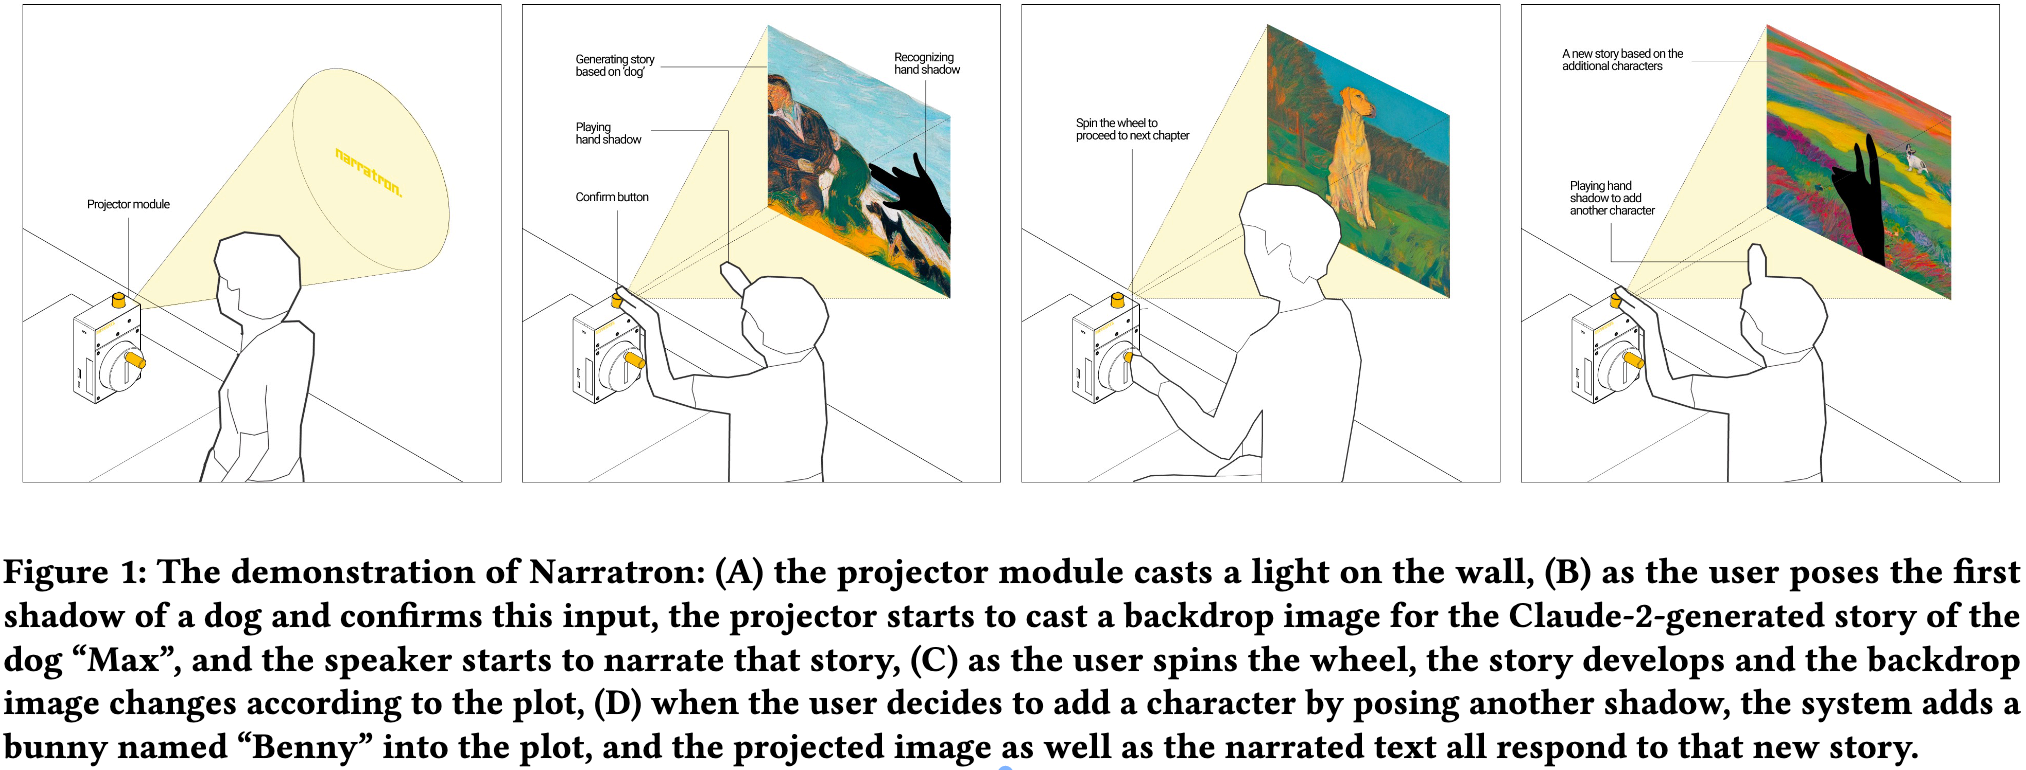 narratron.
Projector module
Generating story
based on 'dog'
Recognizing
hand shadow
Playing
hand shadow
Confirm button
Spin the wheel to
proceed to next chapter
A new story based on the
additional characters
Playing hand
shadow to add
another character
Figure 1: The demonstration of Narratron: (A) the projector module casts a light on the wall, (B) as the user poses the first
shadow of a dog and confirms this input, the projector starts to cast a backdrop image for the Claude-2-generated story of the
dog “Max”, and the speaker starts to narrate that story, (C) as the user spins the wheel, the story develops and the backdrop
image changes according to the plot, (D) when the user decides to add a character by posing another shadow, the system adds a
bunny named “Benny” into the plot, and the projected image as well as the narrated text all respond to that new story.